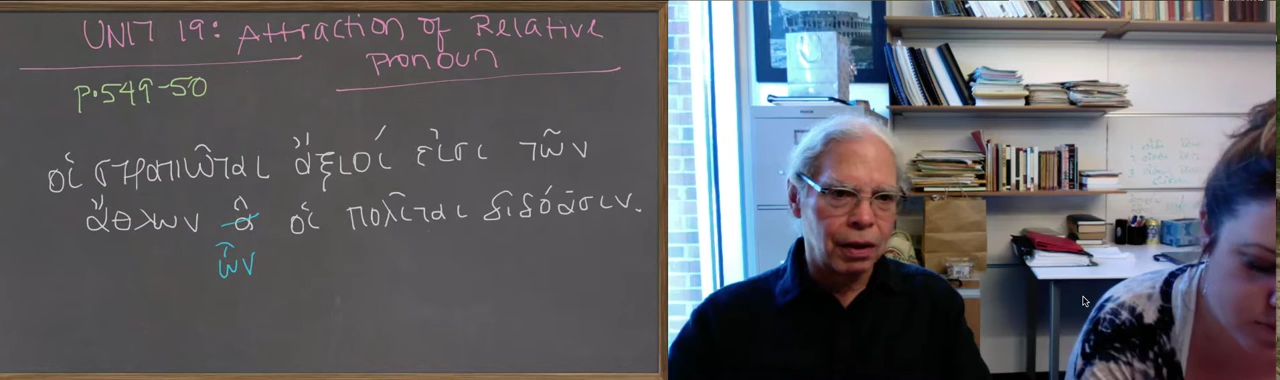 UNIT 19: Attraction of Relative
Pronoun
p. 549-50
οἱ στρατιῶται ἄξιοί εἰσι τῶν
ἄθλων ἃ οἱ πολῖται διδόασιν.
ὧν